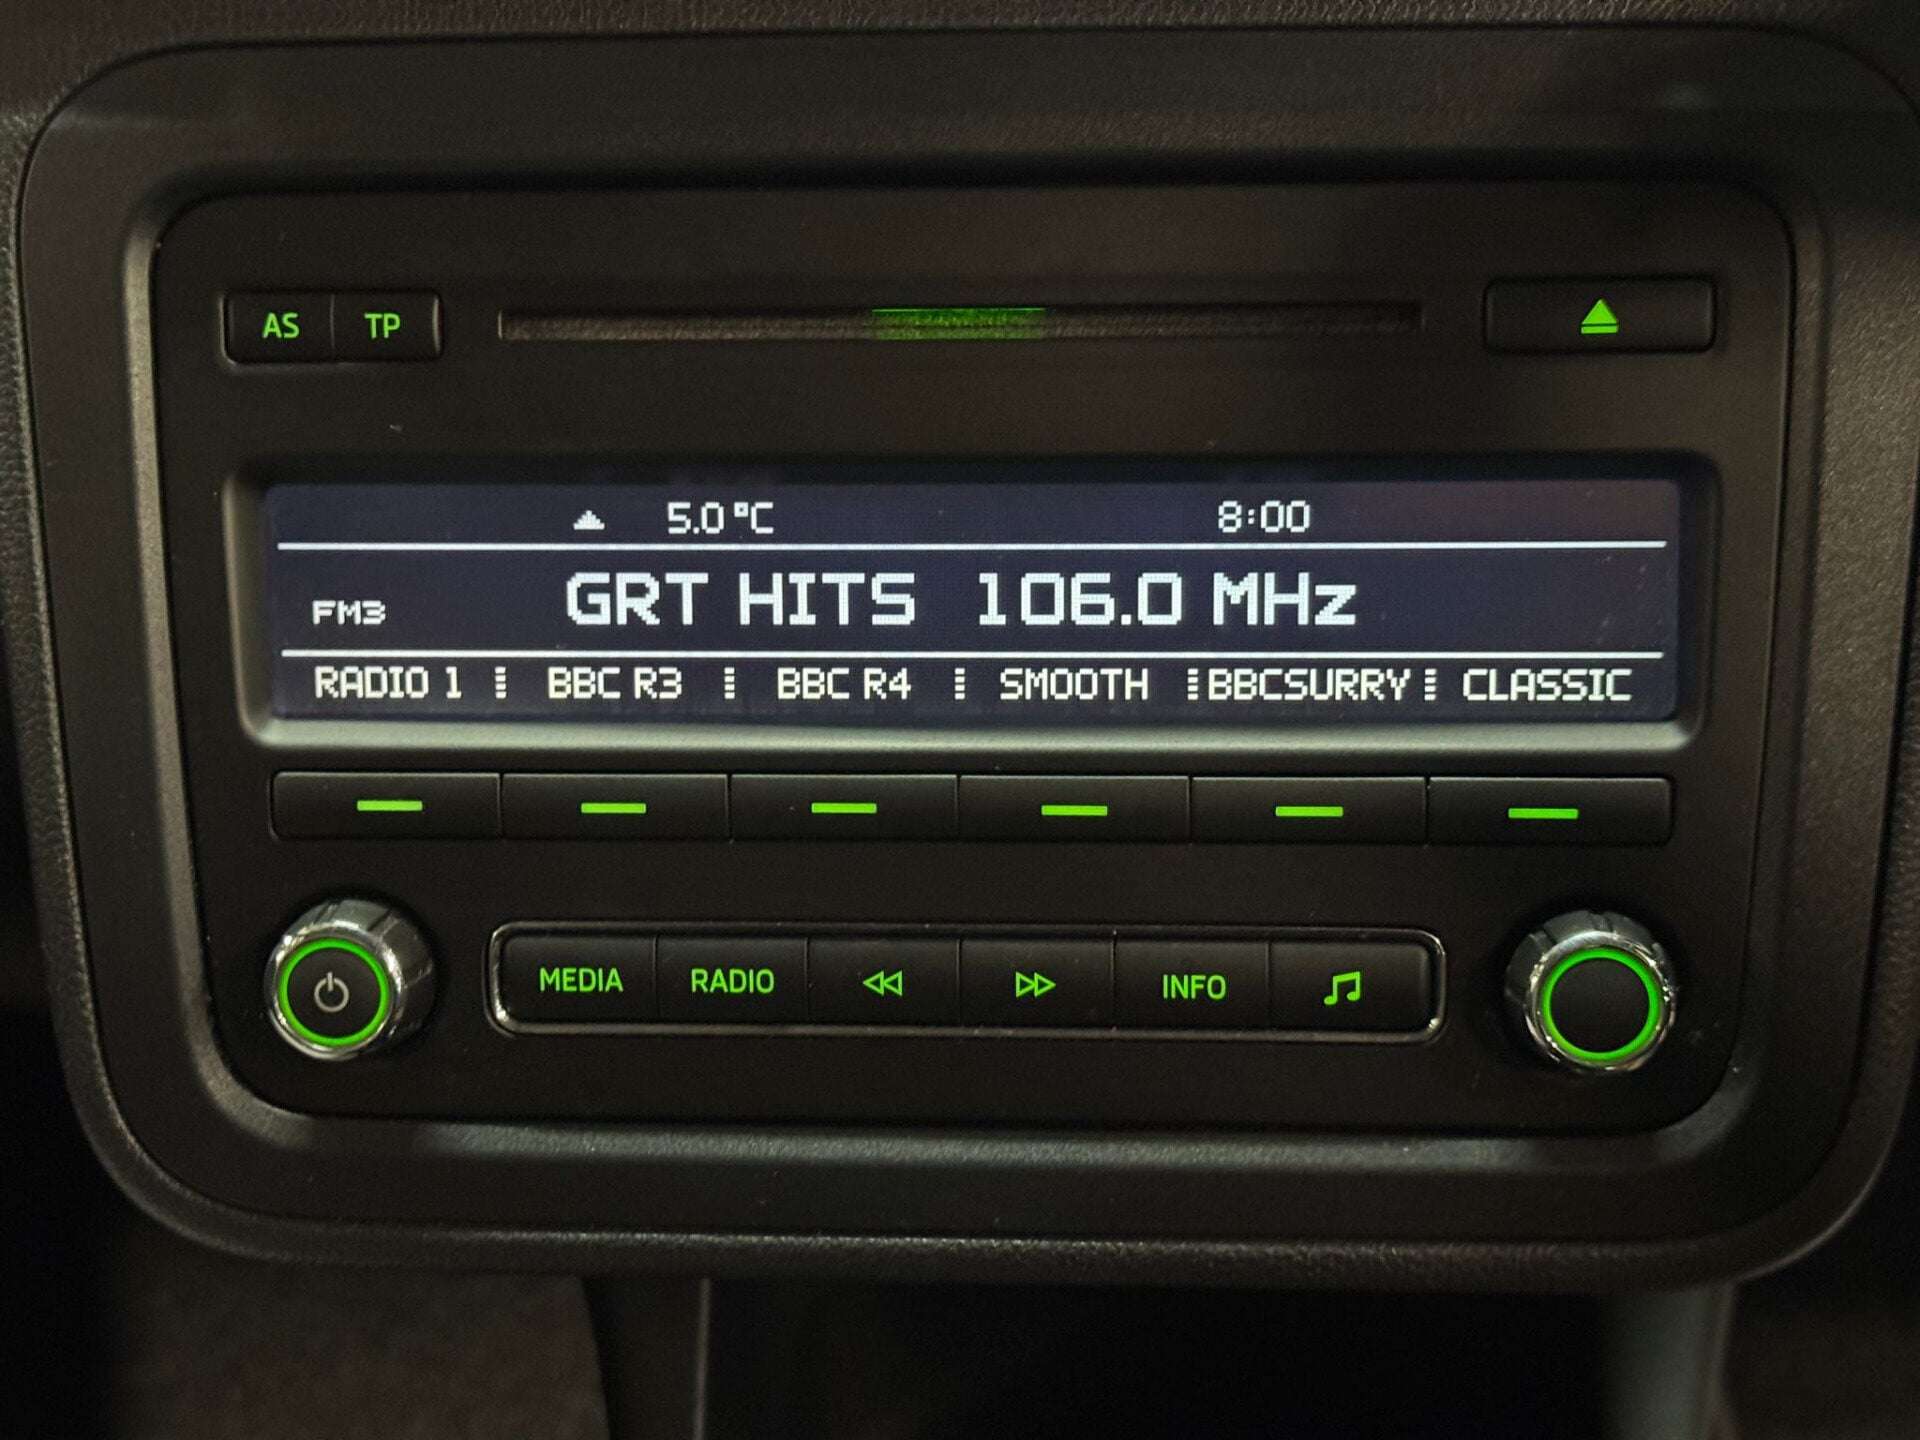 AS TP
5.0 °C 8:00
FM3 GRT HITS 106.0 MHz
RADIO 1 BBC R3 BBC R4 SMOOTH BBCSURRY CLASSIC
MEDIA RADIO INFO